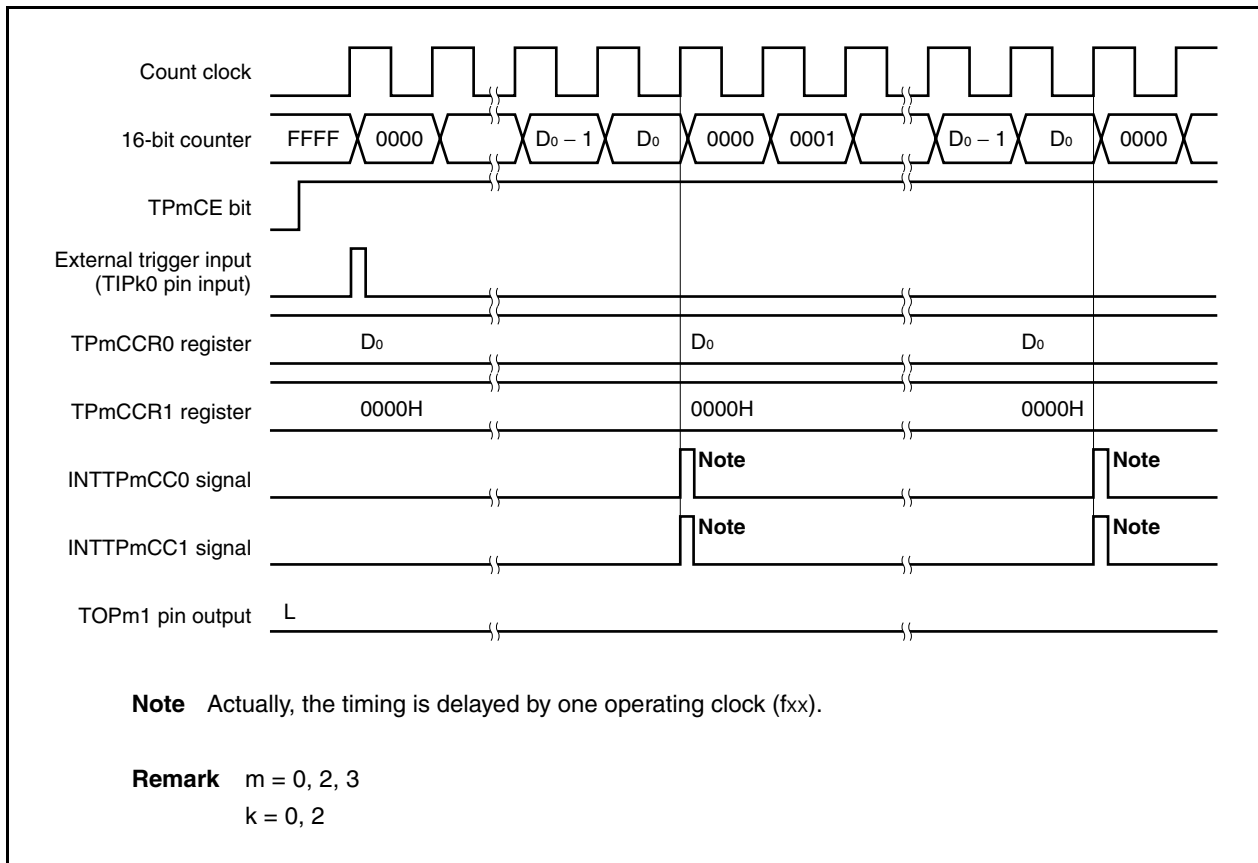 Count clock
16-bit counter FFFF 0000 D₀ − 1 D₀ 0000 0001 D₀ − 1 D₀ 0000
TPmCE bit
External trigger input
(TIPk0 pin input)
TPmCCR0 register D₀ D₀ D₀
TPmCCR1 register 0000H 0000H 0000H
INTTPmCC0 signal Note Note
INTTPmCC1 signal Note Note
TOPm1 pin output L
Note Actually, the timing is delayed by one operating clock (fxx).
Remark m = 0, 2, 3
k = 0, 2